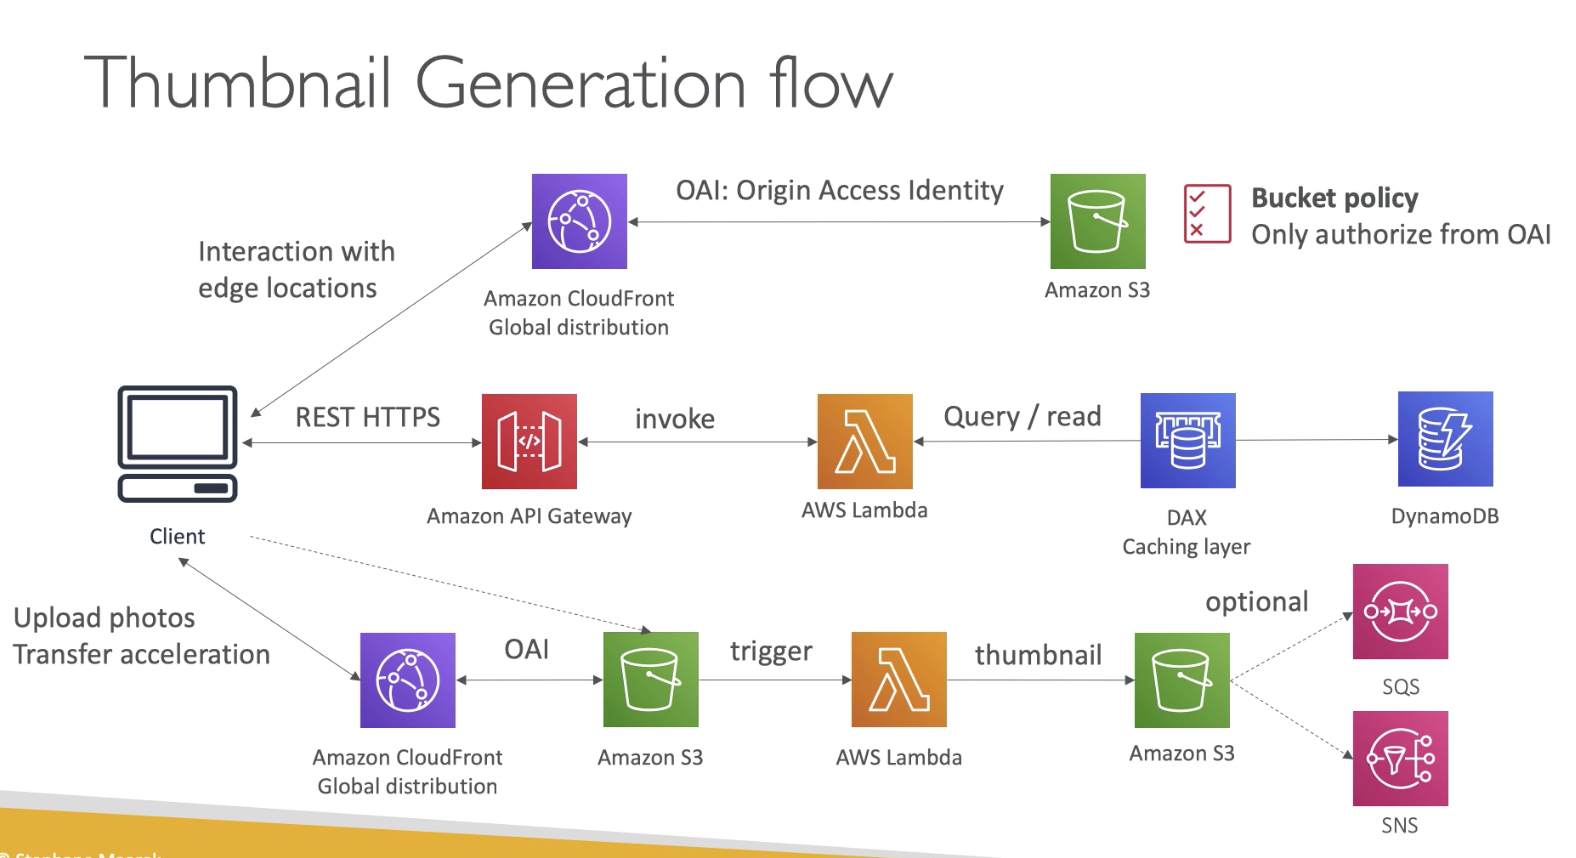 Thumbnail Generation flow
OAI: Origin Access Identity
Bucket policy
Only authorize from OAI
Interaction with
edge locations
Amazon CloudFront
Global distribution
Amazon S3
REST HTTPS
invoke
Query / read
</>
Amazon API Gateway
AWS Lambda
DAX
Caching layer
DynamoDB
Client
Upload photos
Transfer acceleration
OAI
trigger
thumbnail
optional
Amazon CloudFront
Global distribution
Amazon S3
AWS Lambda
Amazon S3
SQS
SNS